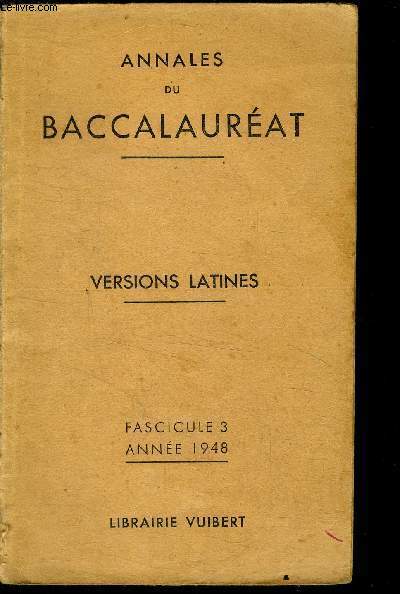 Le-livre.com
ANNALES
DU
BACCALAURÉAT
VERSIONS LATINES
FASCICULE 3
ANNÉE 1948
LIBRAIRIE VUIBERT